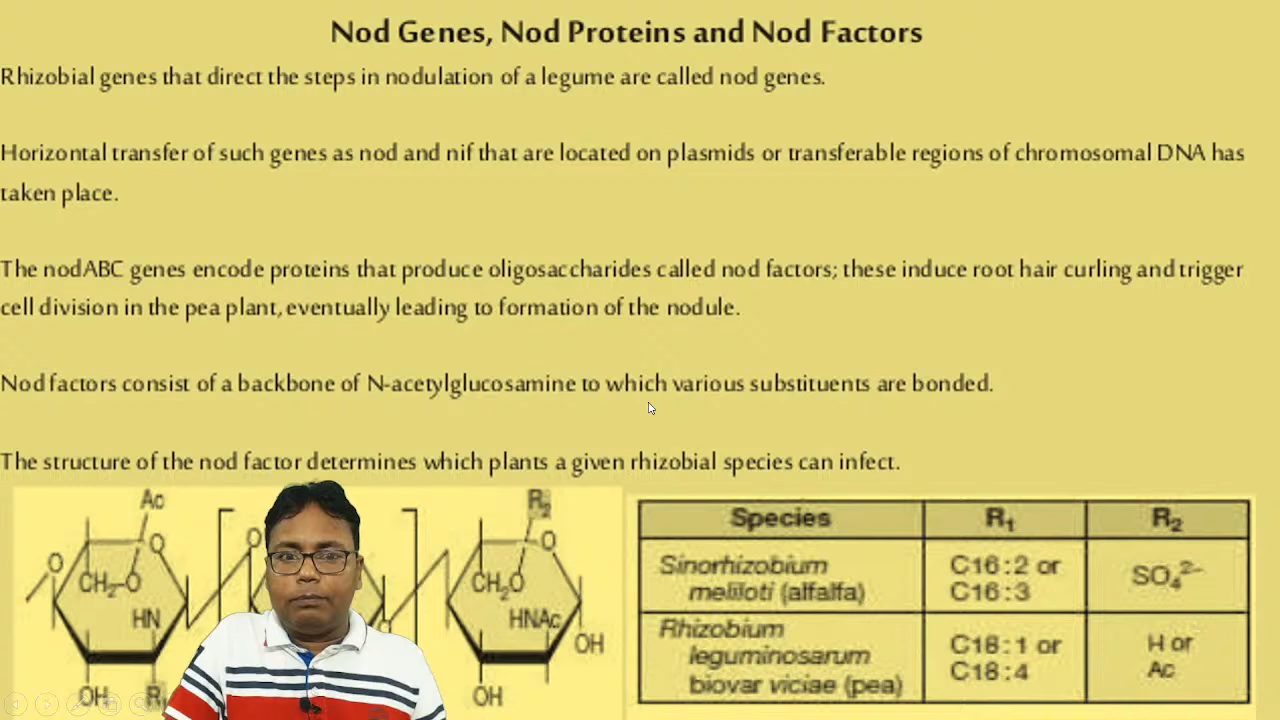 Nod Genes, Nod Proteins and Nod Factors
Rhizobial genes that direct the steps in nodulation of a legume are called nod genes.
Horizontal transfer of such genes as nod and nif that are located on plasmids or transferable regions of chromosomal DNA has
taken place.
The nodABC genes encode proteins that produce oligosaccharides called nod factors; these induce root hair curling and trigger
cell division in the pea plant, eventually leading to formation of the nodule.
Nod factors consist of a backbone of N-acetylglucosamine to which various substituents are bonded.
The structure of the nod factor determines which plants a given rhizobial species can infect.
Ac
O
O
CH₂-O
HN
OH
R
O
O
R₂
O
CH₂O
HNAc
OH
OH
Species R₁ R₂
Sinorhizobium
meliloti (alfalfa)
C16:2 or
C16:3
SO₄²⁻
Rhizobium
leguminosarum
biovar viciae (pea)
C18:1 or
C18:4
H or
Ac